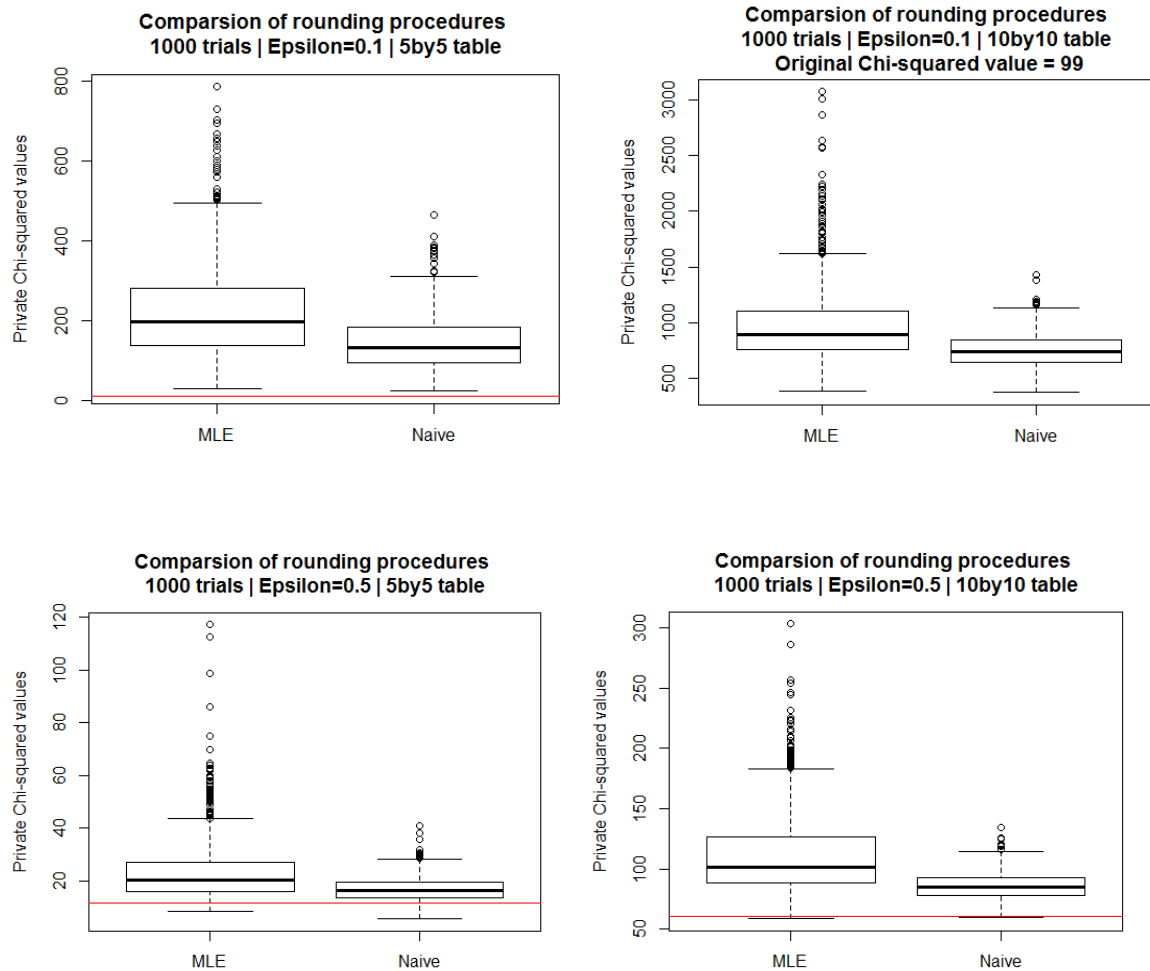 Comparsion of rounding procedures
1000 trials | Epsilon=0.1 | 5by5 table
Private Chi-squared values
800
600
400
200
0
MLE
Naive
Comparsion of rounding procedures
1000 trials | Epsilon=0.1 | 10by10 table
Original Chi-squared value = 99
Private Chi-squared values
3000
2500
2000
1500
1000
500
MLE
Naive
Comparsion of rounding procedures
1000 trials | Epsilon=0.5 | 5by5 table
Private Chi-squared values
120
100
80
60
40
20
MLE
Naive
Comparsion of rounding procedures
1000 trials | Epsilon=0.5 | 10by10 table
Private Chi-squared values
300
250
200
150
100
50
MLE
Naive